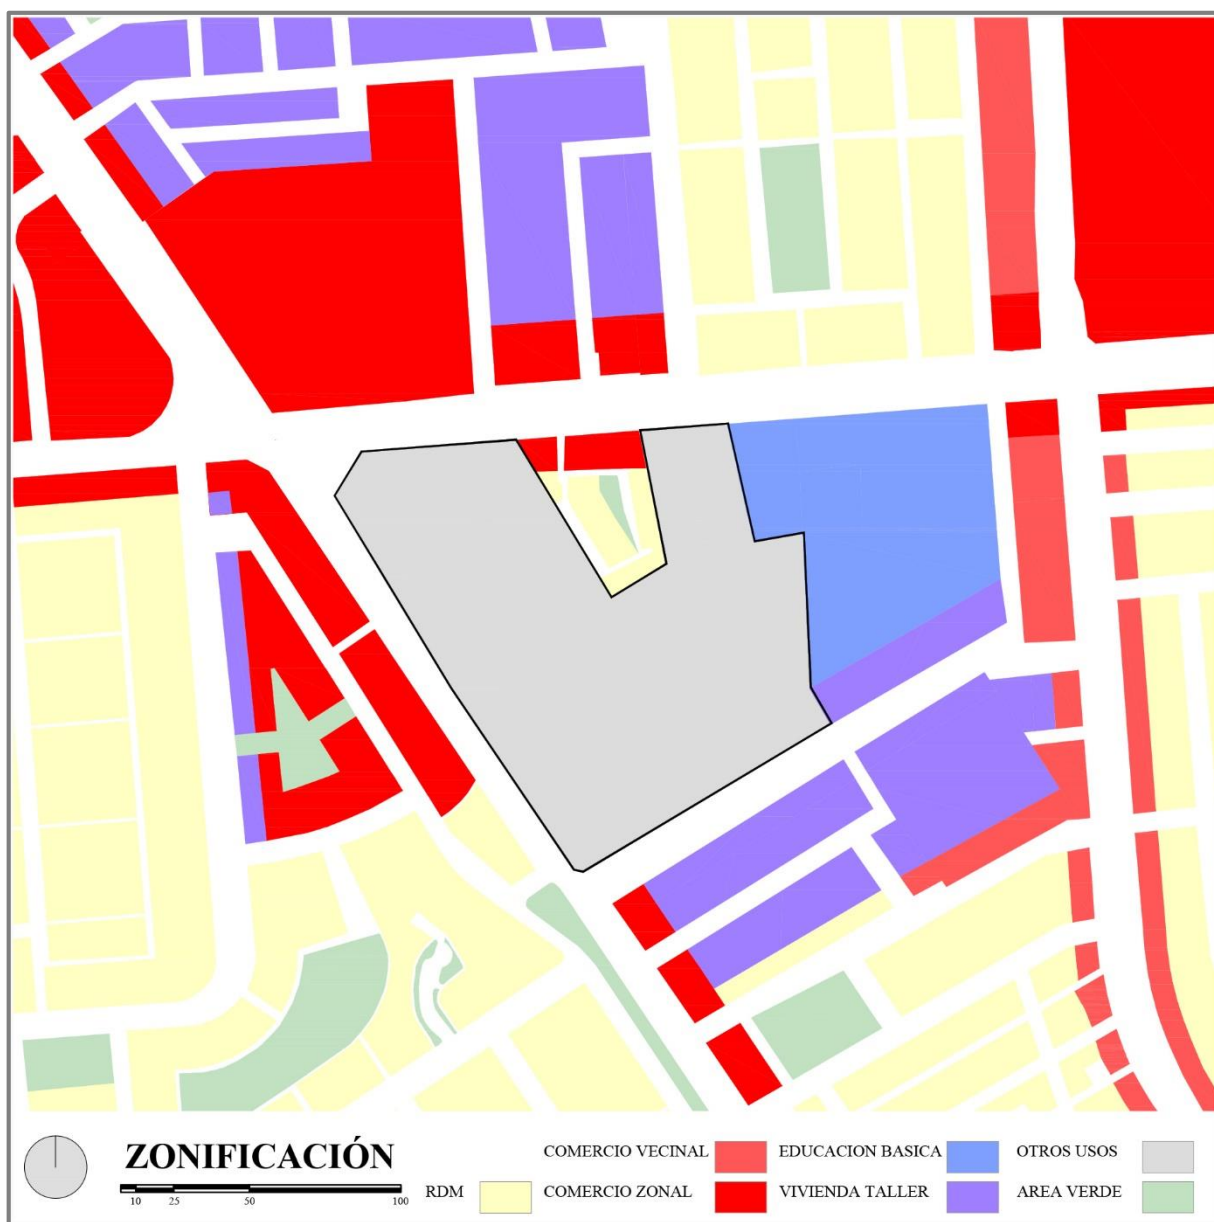 ZONIFICACIÓN
10 25 50 100
COMERCIO VECINAL EDUCACION BASICA OTROS USOS
RDM COMERCIO ZONAL VIVIENDA TALLER AREA VERDE